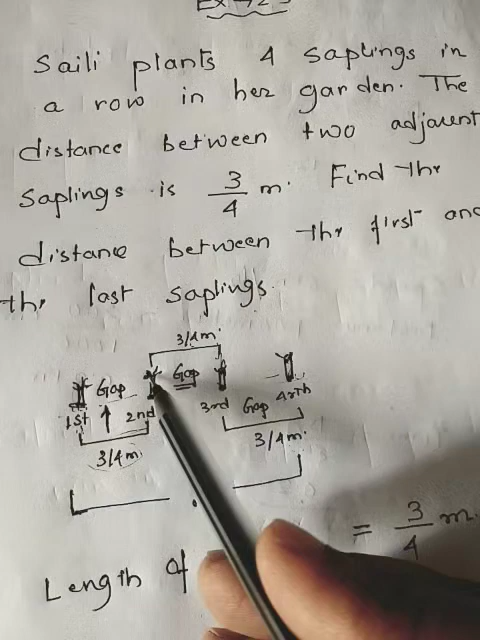 Saili plants 4 saplings in
a row in her garden. The
distance between two adjacent
saplings is 3/4 m. Find the
distance between the first and
the last saplings.
3/4m.
Gap Gap
1st 2nd 3rd Gap 4rth
3/4m. 3/4m.
Length of = 3/4 m.